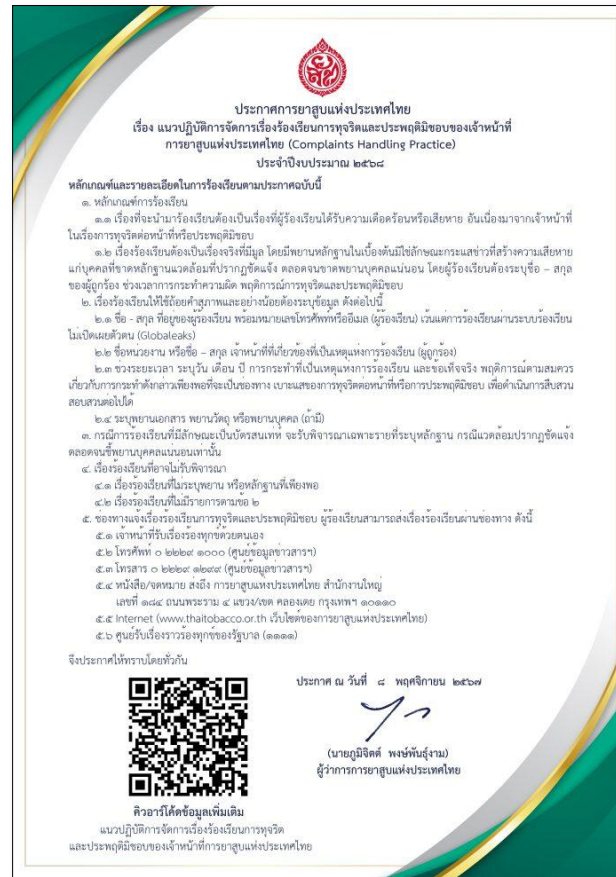 ประกาศการยาสูบแห่งประเทศไทย
เรื่อง แนวปฏิบัติการจัดการเรื่องร้องเรียนการทุจริตและประพฤติมิชอบของเจ้าหน้าที่
การยาสูบแห่งประเทศไทย (Complaints Handling Practice)
ประจำปีงบประมาณ ๒๕๖๘
หลักเกณฑ์และรายละเอียดในการร้องเรียนตามประกาศฉบับนี้
๑. หลักเกณฑ์การร้องเรียน
๑.๑ เรื่องที่จะนำมาร้องเรียนต้องเป็นเรื่องที่ผู้ร้องเรียนได้รับความเดือดร้อนหรือเสียหาย อันเนื่องมาจากเจ้าหน้าที่
ในเรื่องการทุจริตต่อหน้าที่หรือประพฤติมิชอบ
๑.๒ เรื่องร้องเรียนต้องเป็นเรื่องจริงที่มีมูล โดยมีพยานหลักฐานในเบื้องต้นมิใช่ลักษณะกระแสข่าวที่สร้างความเสียหาย
แก่บุคคลที่ขาดหลักฐานแวดล้อมที่ปรากฏชัดแจ้ง ตลอดจนขาดพยานบุคคลแน่นอน โดยผู้ร้องเรียนต้องระบุชื่อ – สกุล
ของผู้ถูกร้อง ช่วงเวลาการกระทำความผิด พฤติการณ์การทุจริตและประพฤติมิชอบ
๒. เรื่องร้องเรียนให้ใช้ถ้อยคำสุภาพและอย่างน้อยต้องระบุข้อมูล ดังต่อไปนี้
๒.๑ ชื่อ - สกุล ที่อยู่ของผู้ร้องเรียน พร้อมหมายเลขโทรศัพท์หรืออีเมล (ผู้ร้องเรียน) เว้นแต่การร้องเรียนผ่านระบบร้องเรียน
ไม่เปิดเผยตัวตน (Globaleaks)
๒.๒ ชื่อหน่วยงาน หรือชื่อ – สกุล เจ้าหน้าที่ที่เกี่ยวข้องที่เป็นเหตุแห่งการร้องเรียน (ผู้ถูกร้อง)
๒.๓ ช่วงระยะเวลา ระบุวัน เดือน ปี การกระทำที่เป็นเหตุแห่งการร้องเรียน และข้อเท็จจริง พฤติการณ์ตามสมควร
เกี่ยวกับการกระทำดังกล่าวเพียงพอที่จะเป็นช่องทาง เบาะแสของการทุจริตต่อหน้าที่หรือการประพฤติมิชอบ เพื่อดำเนินการสืบสวน
สอบสวนต่อไปได้
๒.๔ ระบุพยานเอกสาร พยานวัตถุ หรือพยานบุคคล (ถ้ามี)
๓. กรณีการร้องเรียนที่มีลักษณะเป็นบัตรสนเท่ห์ จะรับพิจารณาเฉพาะรายที่ระบุหลักฐาน กรณีแวดล้อมปรากฏชัดแจ้ง
ตลอดจนชี้พยานบุคคลแน่นอนเท่านั้น
๔. เรื่องร้องเรียนที่อาจไม่รับพิจารณา
๔.๑ เรื่องร้องเรียนที่ไม่ระบุพยาน หรือหลักฐานที่เพียงพอ
๔.๒ เรื่องร้องเรียนที่ไม่มีรายการตามข้อ ๒
๕. ช่องทางแจ้งเรื่องร้องเรียนการทุจริตและประพฤติมิชอบ ผู้ร้องเรียนสามารถส่งเรื่องร้องเรียนผ่านช่องทาง ดังนี้
๕.๑ เจ้าหน้าที่รับเรื่องร้องทุกข์ด้วยตนเอง
๕.๒ โทรศัพท์ ๐ ๒๒๒๙ ๑๐๐๐ (ศูนย์ข้อมูลข่าวสารฯ)
๕.๓ โทรสาร ๐ ๒๒๒๙ ๑๒๙๙ (ศูนย์ข้อมูลข่าวสารฯ)
๕.๔ หนังสือ/จดหมาย ส่งถึง การยาสูบแห่งประเทศไทย สำนักงานใหญ่
เลขที่ ๑๘๔ ถนนพระราม ๔ แขวง/เขต คลองเตย กรุงเทพฯ ๑๐๑๑๐
๕.๕ Internet (www.thaitobacco.or.th เว็บไซต์ของการยาสูบแห่งประเทศไทย)
๕.๖ ศูนย์รับเรื่องราวร้องทุกข์ของรัฐบาล (๑๑๑๑)
จึงประกาศให้ทราบโดยทั่วกัน
ประกาศ ณ วันที่ ๘ พฤศจิกายน ๒๕๖๗
(นายภูมิจิตต์ พงษ์พันธุ์งาม)
ผู้ว่าการการยาสูบแห่งประเทศไทย
คิวอาร์โค้ดข้อมูลเพิ่มเติม
แนวปฏิบัติการจัดการเรื่องร้องเรียนการทุจริต
และประพฤติมิชอบของเจ้าหน้าที่การยาสูบแห่งประเทศไทย